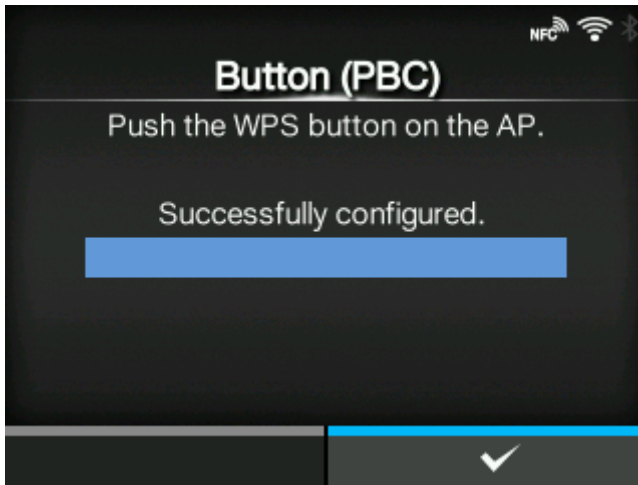 NFC
Button (PBC)
Push the WPS button on the AP.
Successfully configured.